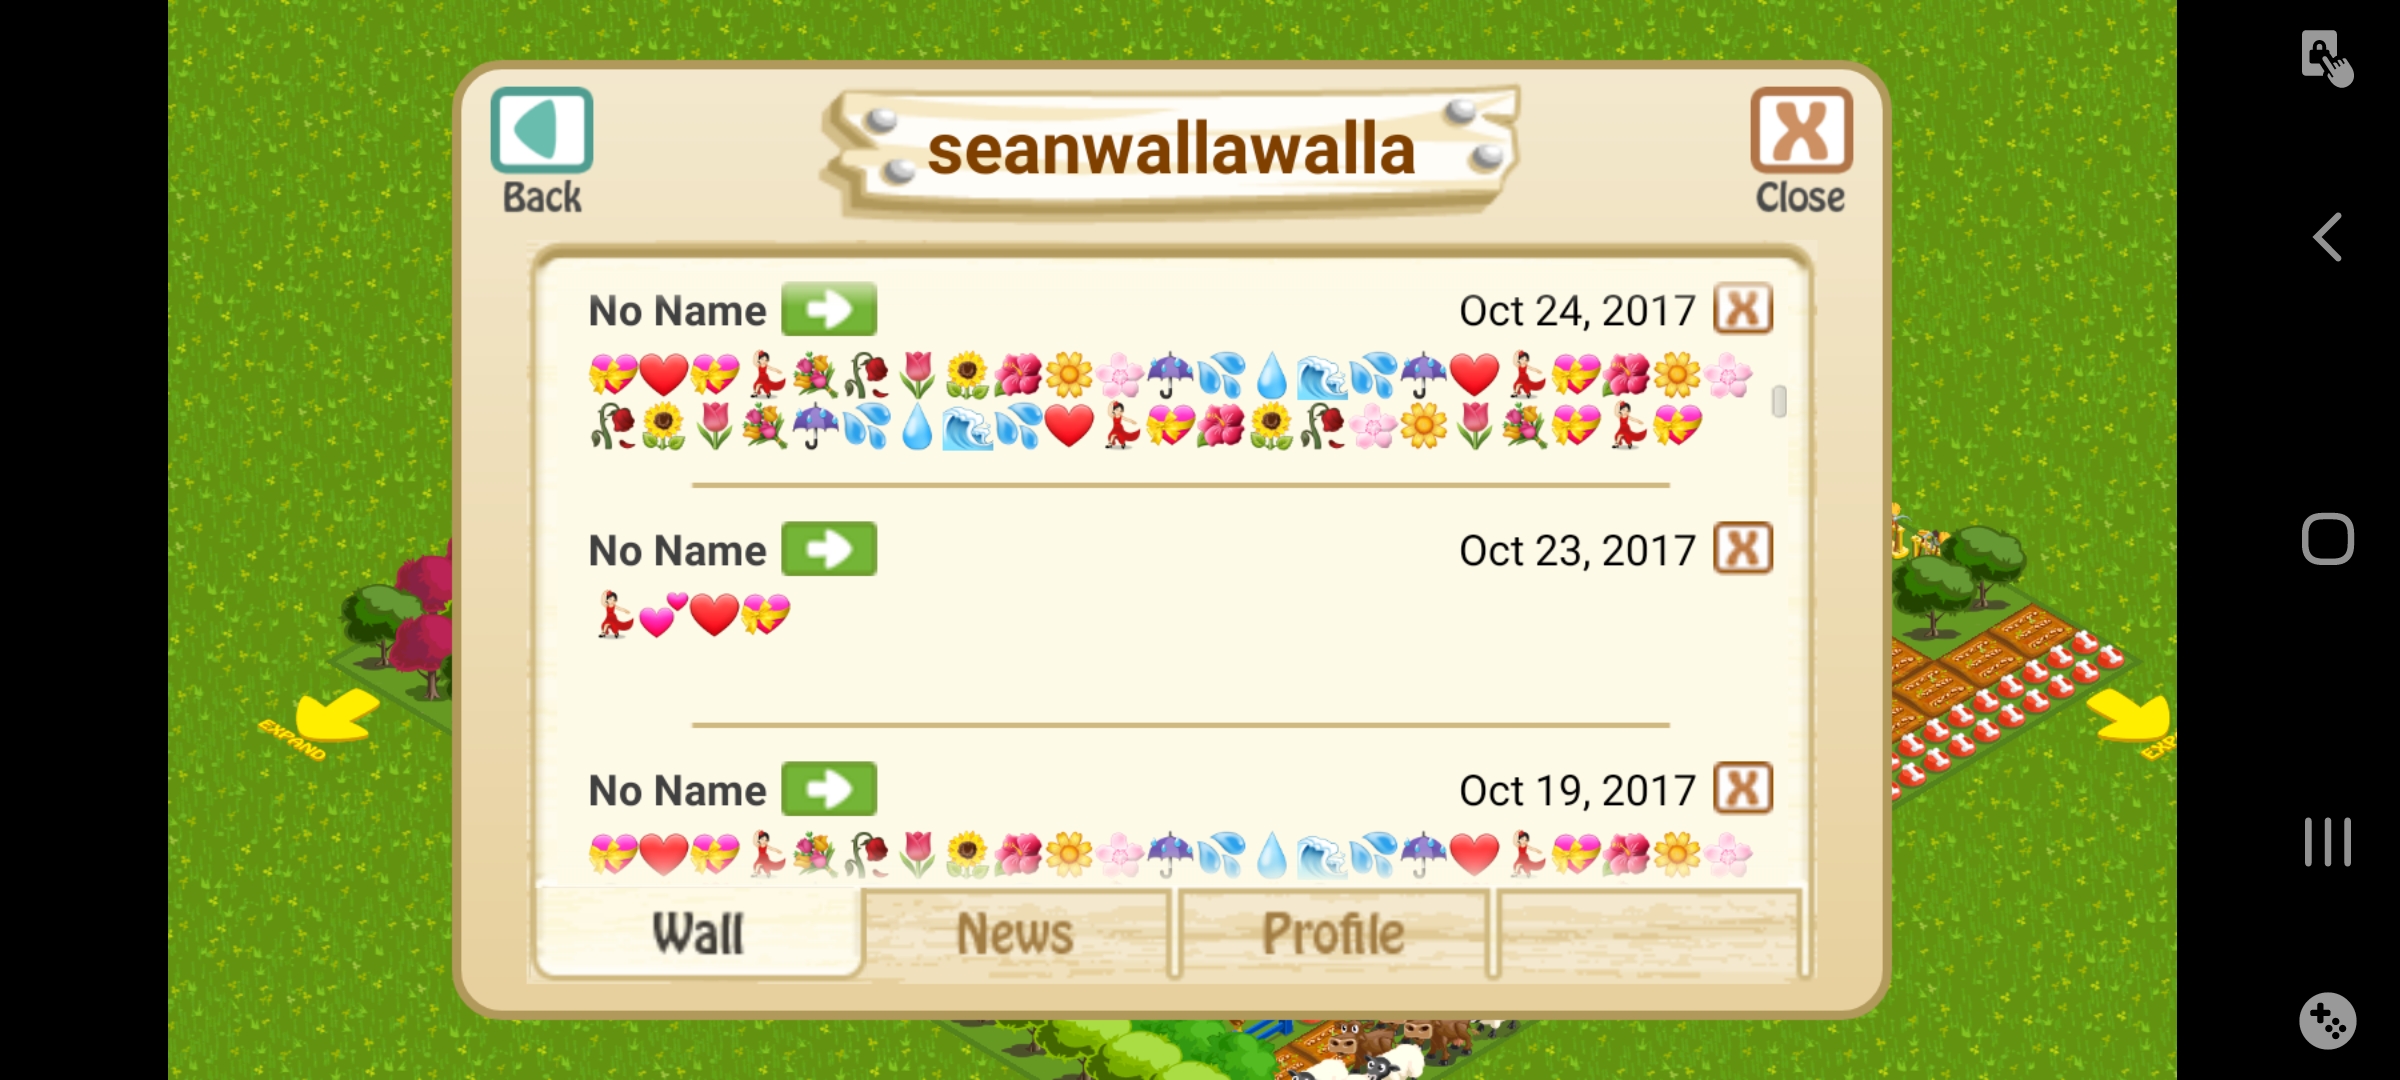 Back
seanwallawalla
Close
No Name
Oct 24, 2017
💝❤️💝💃🏻💐🥀🌷🌻🌺🌼🌸☔💦💧🌊💦☔❤️💃🏻💝🌺🌼🌸
🥀🌻🌷💐☔💦💧🌊💦❤️💃🏻💝🌺🌻🥀🌸🌼🌷💐💝💃🏻💝
No Name
Oct 23, 2017
💃🏻💕❤️💝
No Name
Oct 19, 2017
💝❤️💝💃🏻💐🥀🌷🌻🌺🌼🌸☔💦💧🌊💦☔❤️💃🏻💝🌺🌼🌸
Wall
News
Profile
EXPAND
EXP